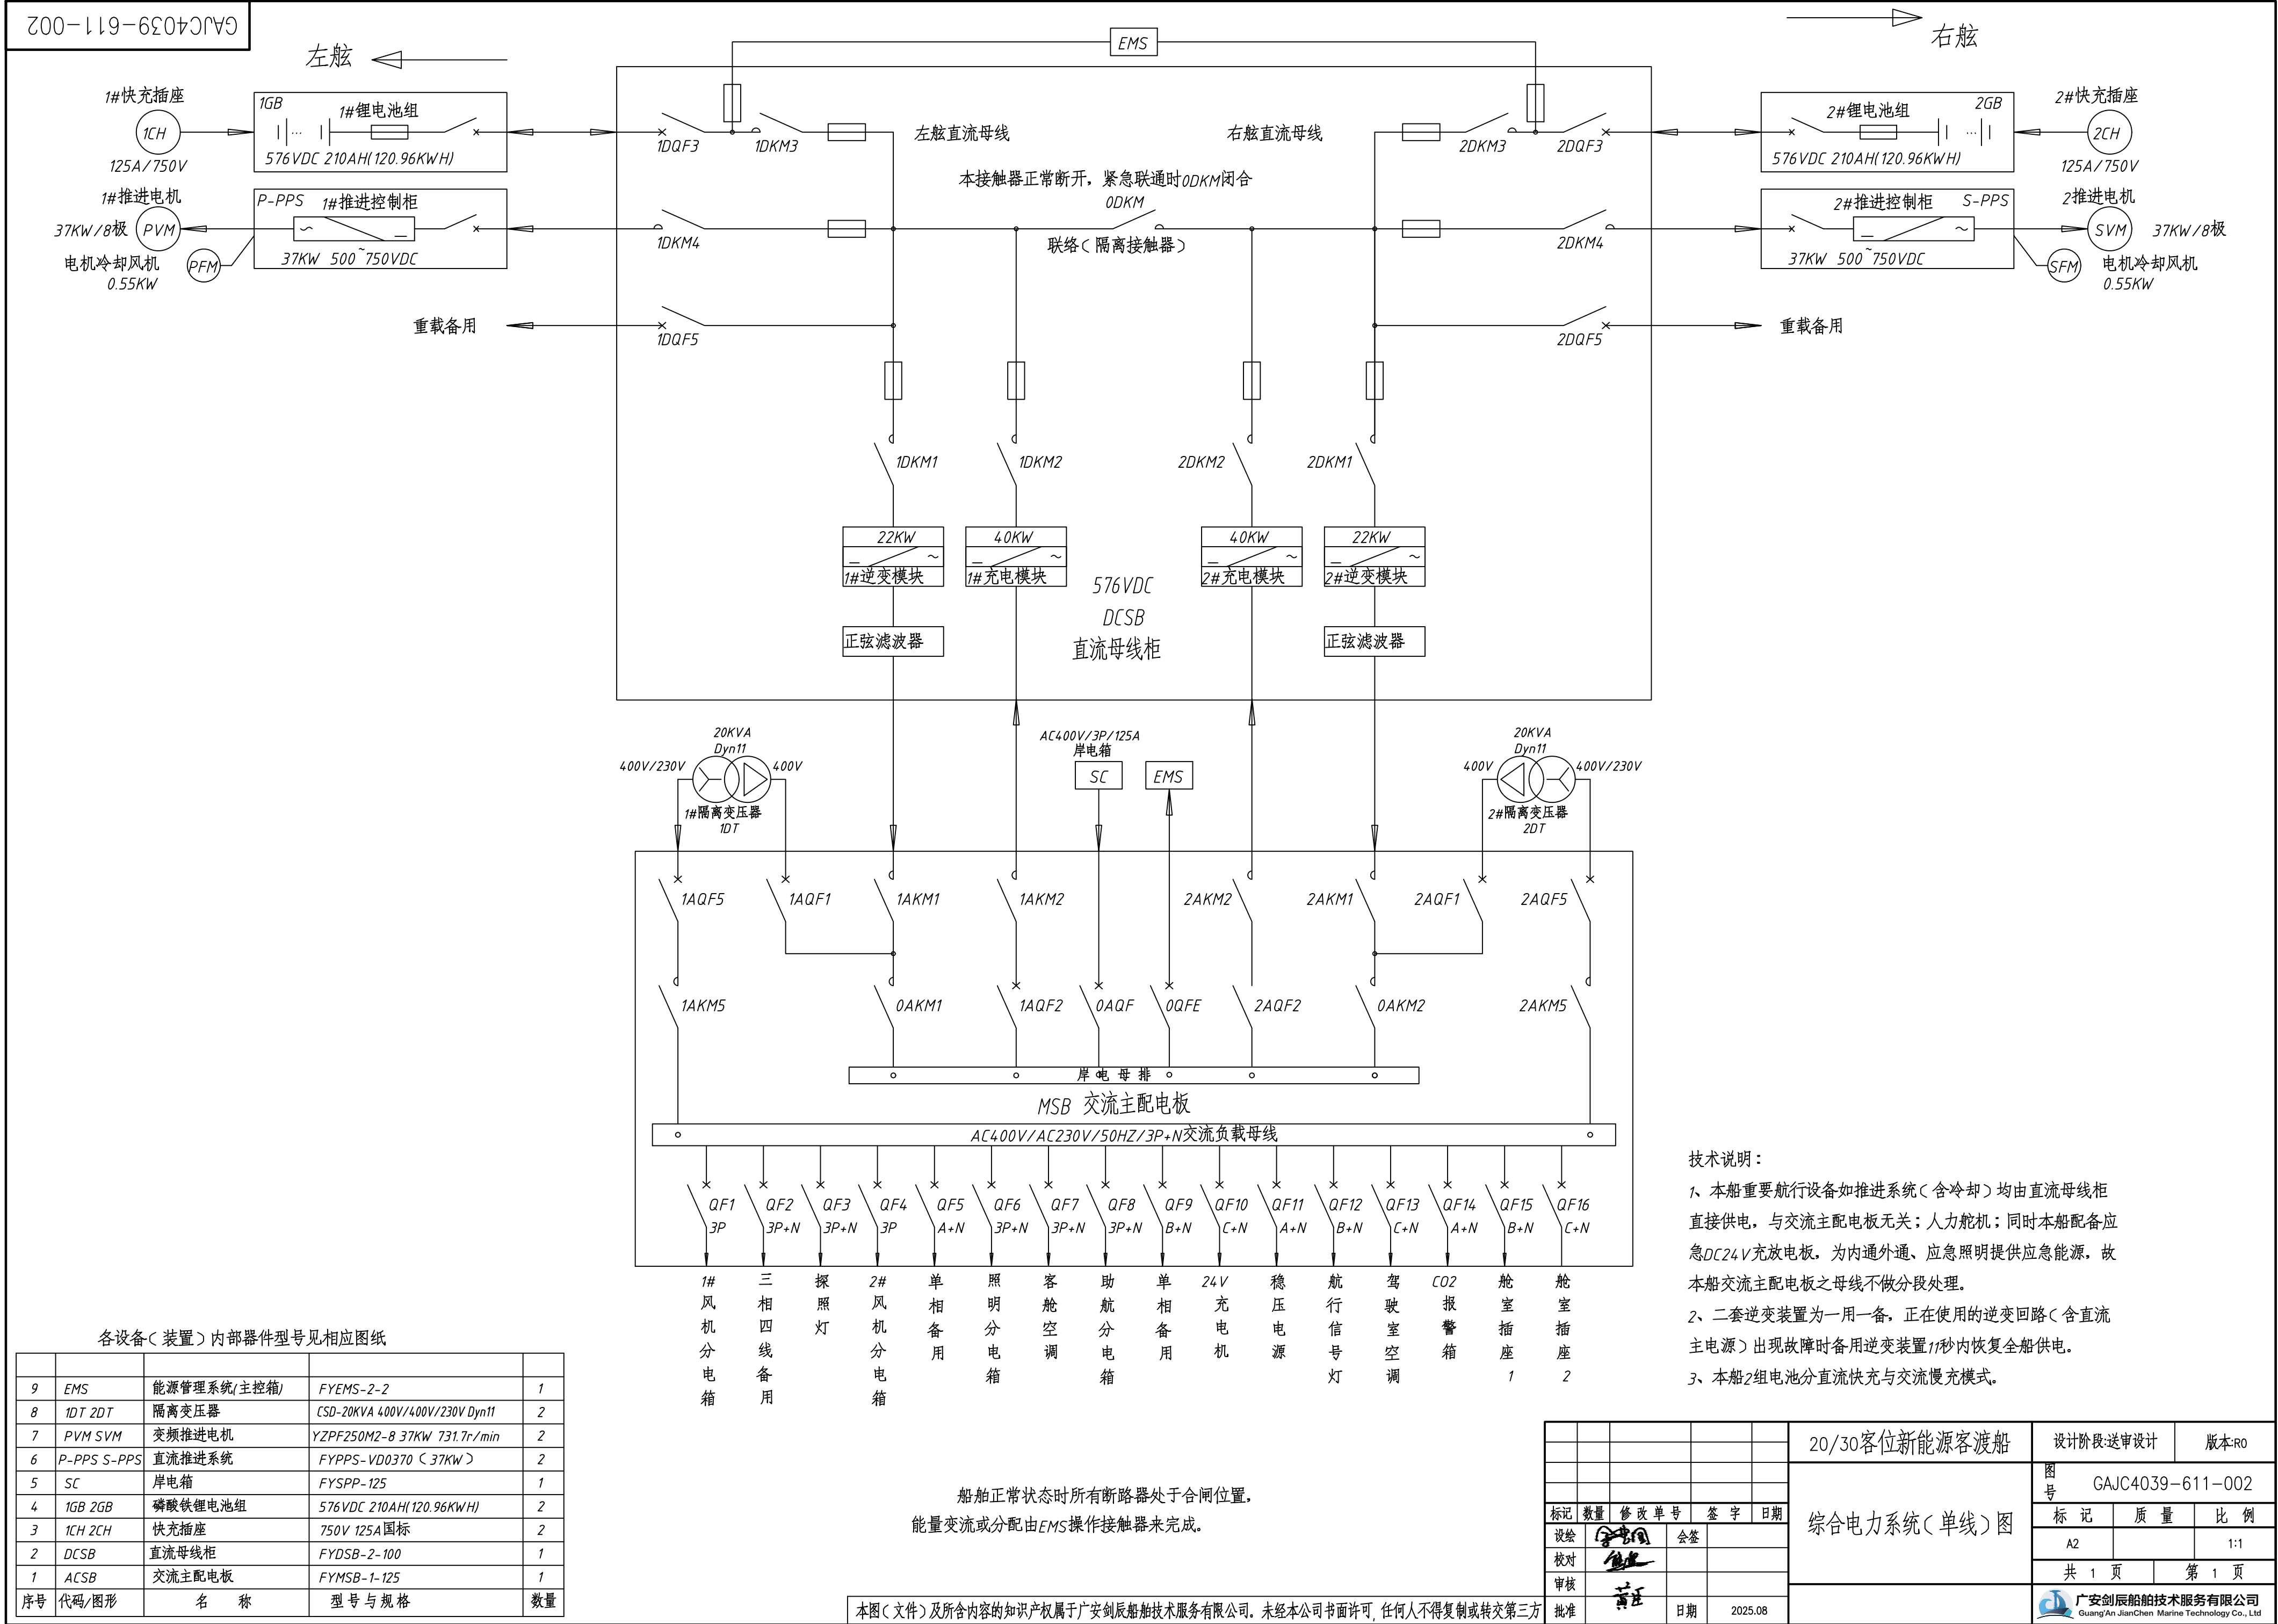 GAJC4039-611-002
左舷
右舷
EMS
1#快充插座
1CH
125A/750V
1GB
1#锂电池组
576VDC 210AH(120.96KWH)
1DQF3
1DKM3
左舷直流母线
右舷直流母线
2DKM3
2DQF3
2#锂电池组
2GB
576VDC 210AH(120.96KWH)
2#快充插座
2CH
125A/750V
本接触器正常断开，紧急联通时0DKM闭合
0DKM
联络（隔离接触器）
1#推进电机
37KW/8极
PVM
电机冷却风机
0.55KW
PFM
P-PPS
1#推进控制柜
37KW 500~750VDC
1DKM4
2DKM4
2#推进控制柜
S-PPS
37KW 500~750VDC
2推进电机
SVM
37KW/8极
SFM
电机冷却风机
0.55KW
重载备用
1DQF5
2DQF5
重载备用
1DKM1
1DKM2
2DKM2
2DKM1
22KW
1#逆变模块
40KW
1#充电模块
40KW
2#充电模块
22KW
2#逆变模块
576VDC
DCSB
直流母线柜
正弦滤波器
正弦滤波器
20KVA
Dyn11
400V/230V
400V
1#隔离变压器
1DT
AC400V/3P/125A
岸电箱
SC
EMS
20KVA
Dyn11
400V
400V/230V
2#隔离变压器
2DT
1AQF5
1AQF1
1AKM1
1AKM2
2AKM2
2AKM1
2AQF1
2AQF5
1AKM5
0AKM1
1AQF2
0AQF
0QFE
2AQF2
0AKM2
2AKM5
岸电母排
MSB 交流主配电板
AC400V/AC230V/50HZ/3P+N交流负载母线
QF1
3P
QF2
3P+N
QF3
3P+N
QF4
3P
QF5
A+N
QF6
3P+N
QF7
3P+N
QF8
3P+N
QF9
B+N
QF10
C+N
QF11
A+N
QF12
B+N
QF13
C+N
QF14
A+N
QF15
B+N
QF16
C+N
1#风机分电箱
三相四线备用
探照灯
2#风机分电箱
单相备用
照明分电箱
客舱空调
助航分电箱
单相备用
24V充电机
稳压电源
航行信号灯
驾驶室空调
CO2报警箱
舱室插座1
舱室插座2
技术说明：
1、本船重要航行设备如推进系统（含冷却）均由直流母线柜
直接供电，与交流主配电板无关；人力舵机；同时本船配备应
急DC24V充放电板，为内通外通、应急照明提供应急能源，故
本船交流主配电板之母线不做分段处理。
2、二套逆变装置为一用一备，正在使用的逆变回路（含直流
主电源）出现故障时备用逆变装置11秒内恢复全船供电。
3、本船2组电池分直流快充与交流慢充模式。
各设备（装置）内部器件型号见相应图纸
9 EMS 能源管理系统(主控箱) FYEMS-2-2 1
8 1DT 2DT 隔离变压器 CSD-20KVA 400V/400V/230V Dyn11 2
7 PVM SVM 变频推进电机 YZPF250M2-8 37KW 731.7r/min 2
6 P-PPS S-PPS 直流推进系统 FYPPS-VD0370（37KW） 2
5 SC 岸电箱 FYSPP-125 1
4 1GB 2GB 磷酸铁锂电池组 576VDC 210AH(120.96KWH) 2
3 1CH 2CH 快充插座 750V 125A国标 2
2 DCSB 直流母线柜 FYDSB-2-100 1
1 ACSB 交流主配电板 FYMSB-1-125 1
序号 代码/图形 名 称 型号与规格 数量
船舶正常状态时所有断路器处于合闸位置，
能量变流或分配由EMS操作接触器来完成。
本图（文件）及所含内容的知识产权属于广安剑辰船舶技术服务有限公司。未经本公司书面许可，任何人不得复制或转交第三方
标记 数量 修改单号 签字 日期
设绘 会签
校对
审核
批准 日期 2025.08
20/30客位新能源客渡船
综合电力系统（单线）图
设计阶段:送审设计 版本:R0
图号 GAJC4039-611-002
标记 质量 比例
A2 1:1
共 1 页 第 1 页
广安剑辰船舶技术服务有限公司
Guang'An JianChen Marine Technology Co., Ltd